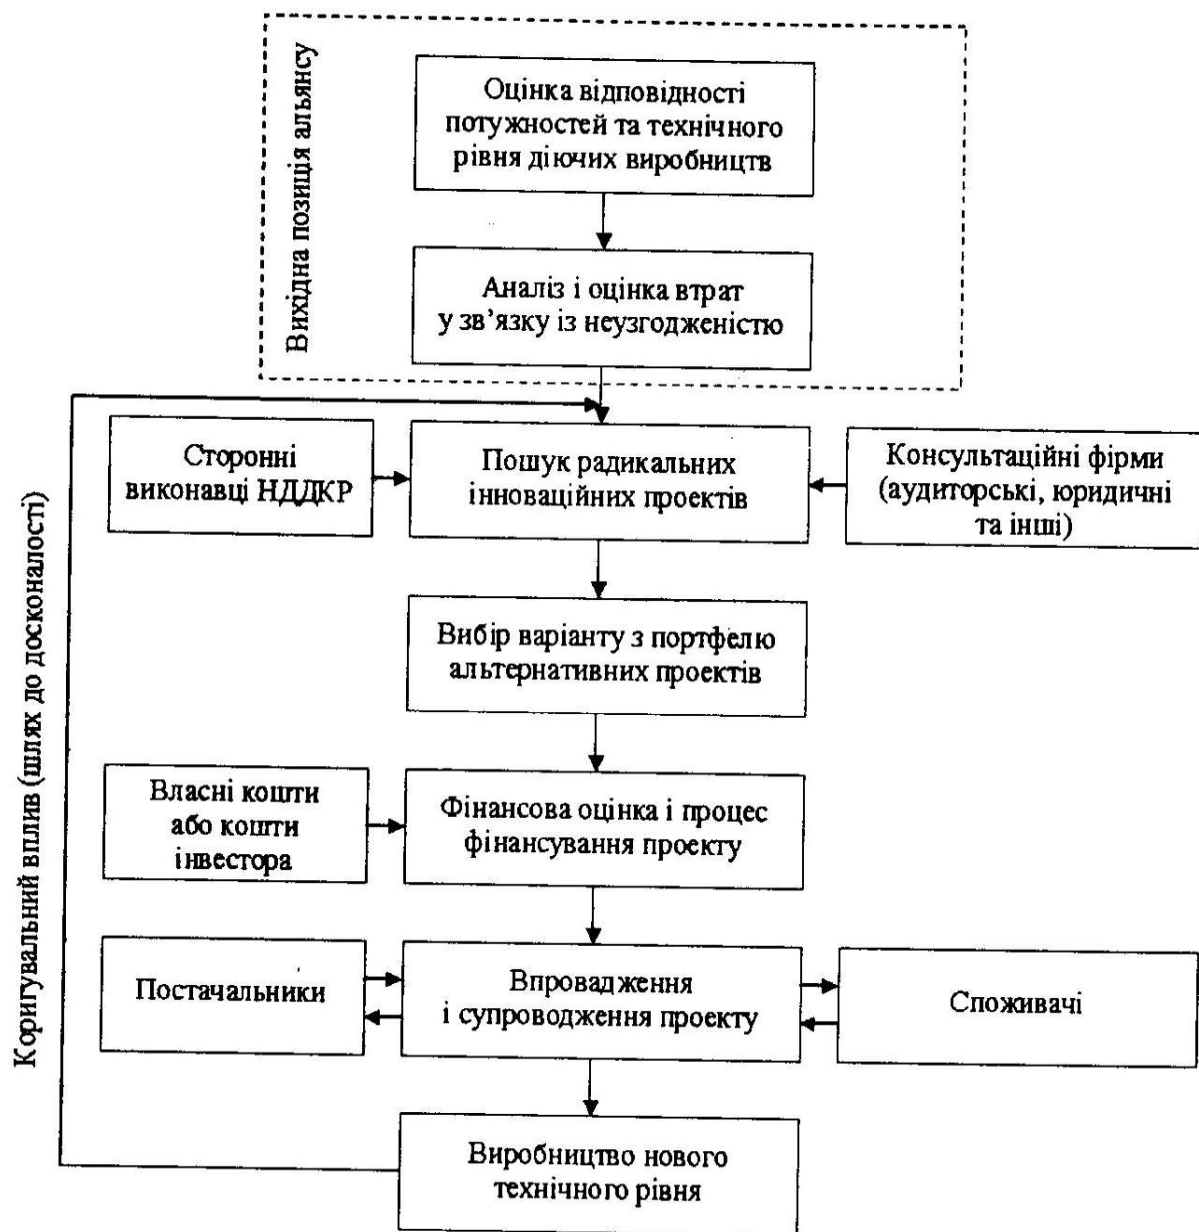 Вихідна позиція альянсу
Оцінка відповідності
потужностей та технічного
рівня діючих виробництв
Аналіз і оцінка втрат
у зв’язку із неузгодженістю
Коригувальний вплив (шлях до досконалості)
Сторонні
виконавці НДДКР
Пошук радикальних
інноваційних проектів
Консультаційні фірми
(аудиторські, юридичні
та інші)
Вибір варіанту з портфелю
альтернативних проектів
Власні кошти
або кошти
інвестора
Фінансова оцінка і процес
фінансування проекту
Постачальники
Впровадження
і супроводження проекту
Споживачі
Виробництво нового
технічного рівня